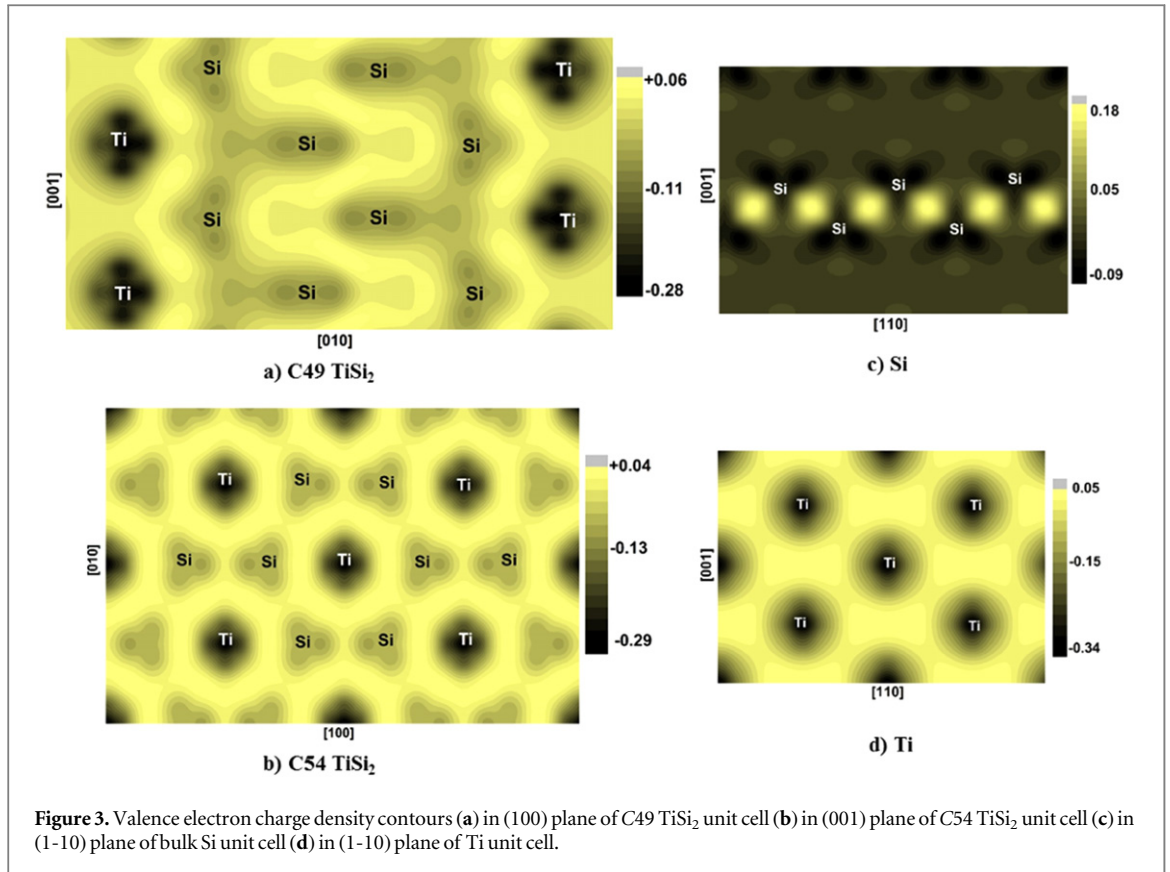 Si
Si
Ti
Ti
Si
Si
Si
Si
Ti
Ti
Si
Si
[001]
[010]
+0.06
-0.11
-0.28
a) C49 TiSi₂
Si
Si
Si
Si
Si
[001]
[110]
0.18
0.05
-0.09
c) Si
Ti
Si
Si
Ti
Si
Si
Ti
Si
Si
Ti
Si
Si
Ti
[010]
[100]
+0.04
-0.13
-0.29
b) C54 TiSi₂
Ti
Ti
Ti
Ti
Ti
[001]
[110]
0.05
-0.15
-0.34
d) Ti
Figure 3. Valence electron charge density contours (a) in (100) plane of C49 TiSi₂ unit cell (b) in (001) plane of C54 TiSi₂ unit cell (c) in
(1-10) plane of bulk Si unit cell (d) in (1-10) plane of Ti unit cell.